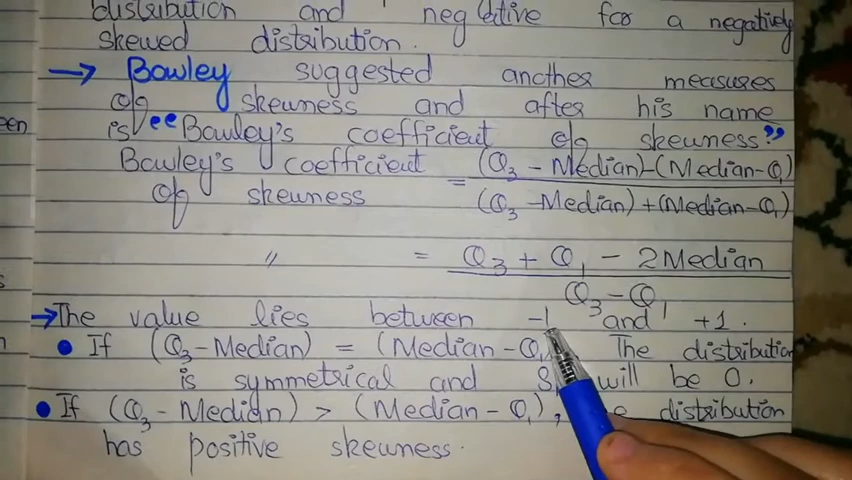 distribution and negative for a negatively
skewed distribution.
→ Bowley suggested another measures
of skewness and after his name
is "Bowley's coefficient of skewness"
Bowley's coefficient of skewness = (Q₃ - Median)-(Median-Q₁) / (Q₃ -Median)+(Median-Q₁)
" = Q₃ + Q₁ - 2Median / Q₃-Q₁
→The value lies between -1 and +1.
• If (Q₃-Median) = (Median-Q₁ The distribution
is symmetrical and will be 0.
• If (Q₃ - Median) > (Median - Q₁), distribution
has positive skewness.